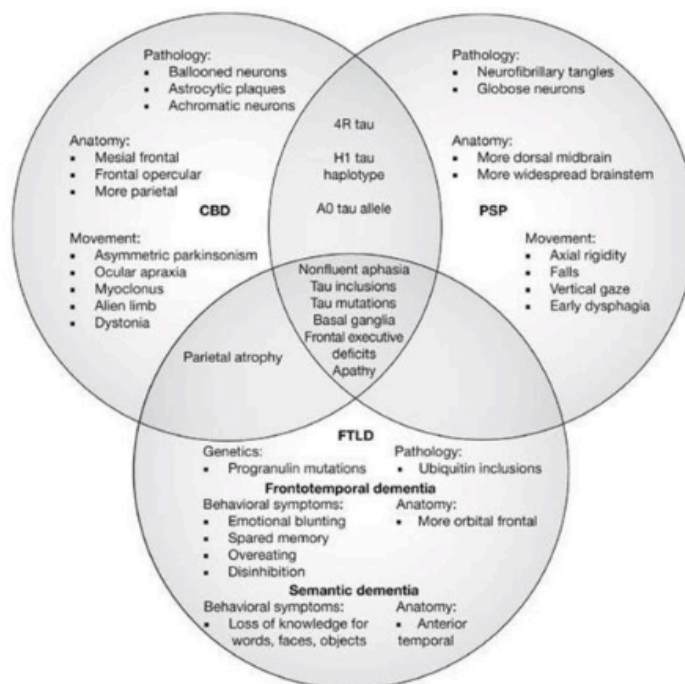 Pathology:
▪ Ballooned neurons
▪ Astrocytic plaques
▪ Achromatic neurons
Anatomy:
▪ Mesial frontal
▪ Frontal opercular
▪ More parietal
CBD
Movement:
▪ Asymmetric parkinsonism
▪ Ocular apraxia
▪ Myoclonus
▪ Alien limb
▪ Dystonia
4R tau
H1 tau
haplotype
A0 tau allele
Pathology:
▪ Neurofibrillary tangles
▪ Globose neurons
Anatomy:
▪ More dorsal midbrain
▪ More widespread brainstem
PSP
Movement:
▪ Axial rigidity
▪ Falls
▪ Vertical gaze
▪ Early dysphagia
Nonfluent aphasia
Tau inclusions
Tau mutations
Basal ganglia
Frontal executive
deficits
Apathy
Parietal atrophy
FTLD
Genetics:
▪ Progranulin mutations
Pathology:
▪ Ubiquitin inclusions
Frontotemporal dementia
Behavioral symptoms:
▪ Emotional blunting
▪ Spared memory
▪ Overeating
▪ Disinhibition
Anatomy:
▪ More orbital frontal
Semantic dementia
Behavioral symptoms:
▪ Loss of knowledge for
words, faces, objects
Anatomy:
▪ Anterior
temporal